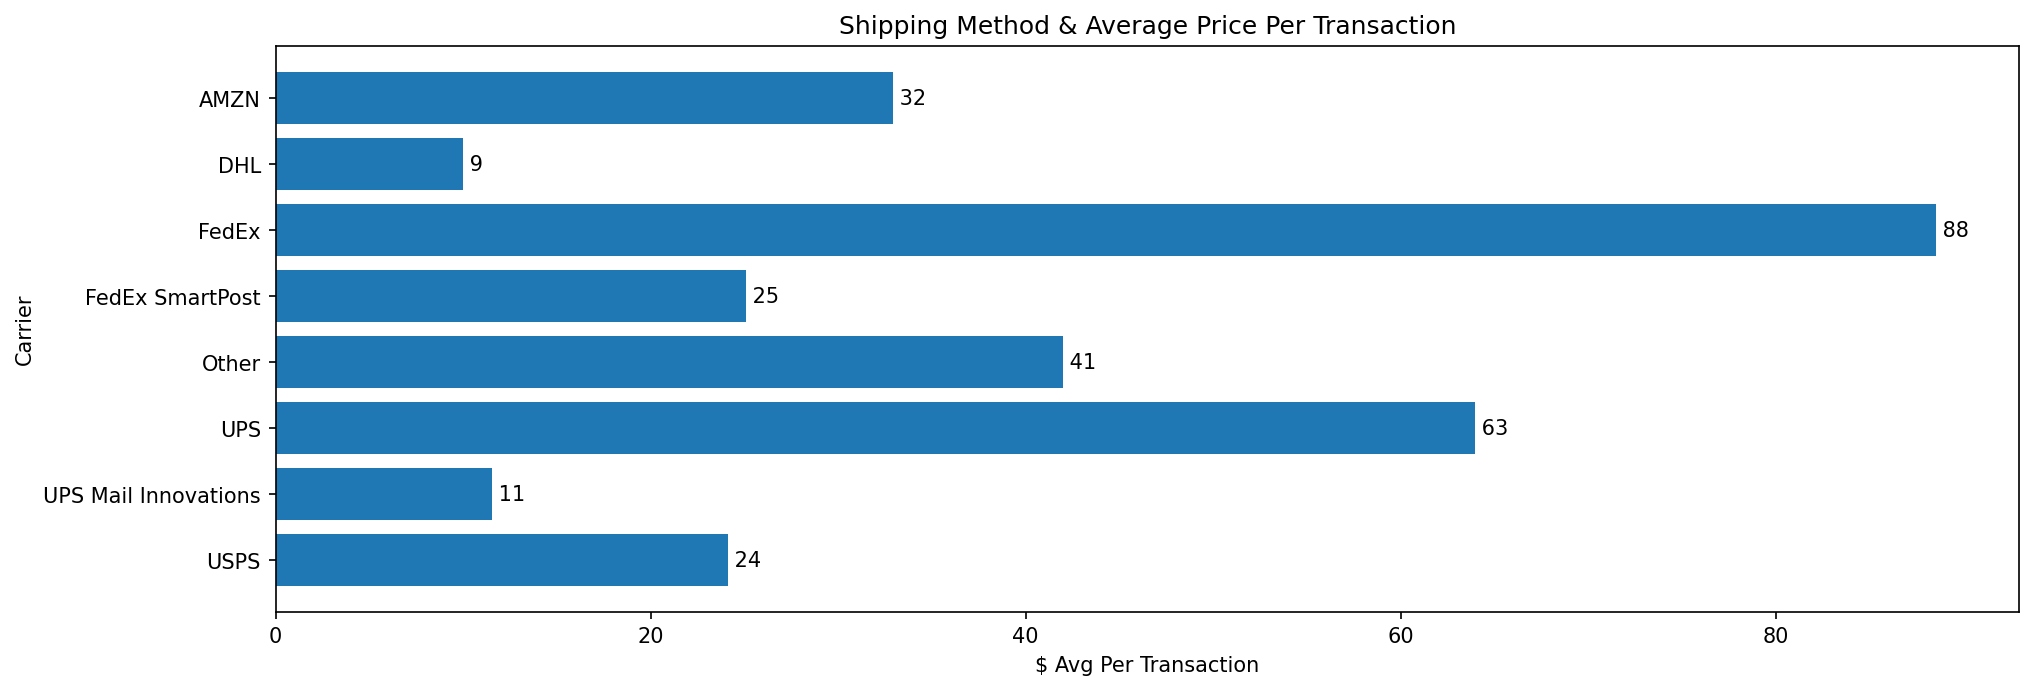 Shipping Method & Average Price Per Transaction
Carrier
AMZN
32
DHL
9
FedEx
88
FedEx SmartPost
25
Other
41
UPS
63
UPS Mail Innovations
11
USPS
24
0 20 40 60 80
$ Avg Per Transaction